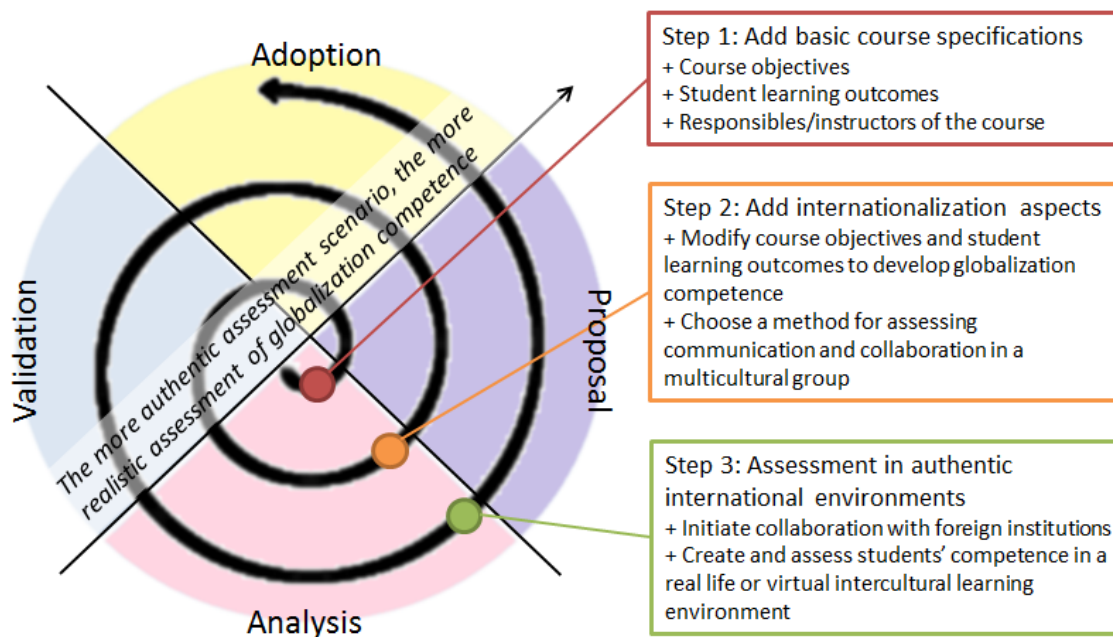 Adoption
Validation
Proposal
Analysis
The more authentic assessment scenario, the more
realistic assessment of globalization competence
Step 1: Add basic course specifications
+ Course objectives
+ Student learning outcomes
+ Responsibles/instructors of the course
Step 2: Add internationalization aspects
+ Modify course objectives and student
learning outcomes to develop globalization
competence
+ Choose a method for assessing
communication and collaboration in a
multicultural group
Step 3: Assessment in authentic
international environments
+ Initiate collaboration with foreign institutions
+ Create and assess students’ competence in a
real life or virtual intercultural learning
environment